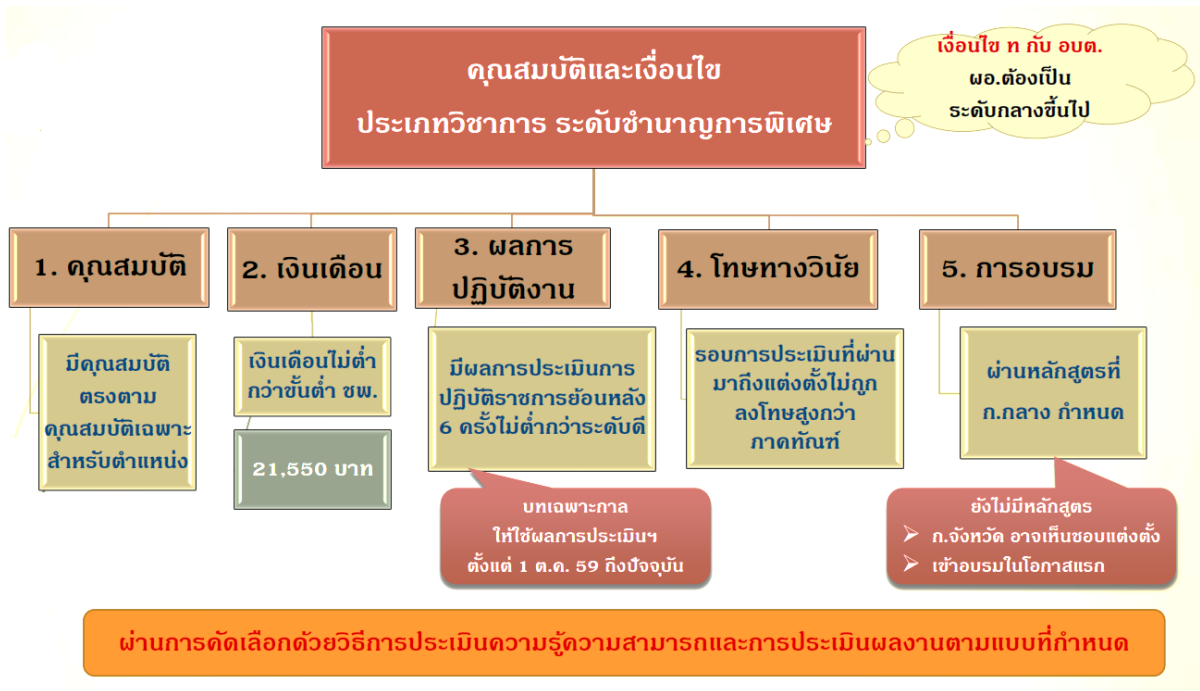 คุณสมบัติและเงื่อนไข
ประเภทวิชาการ ระดับชำนาญการพิเศษ
เงื่อนไข ท กับ อบต.
ผอ.ต้องเป็น
ระดับกลางขึ้นไป
1. คุณสมบัติ
มีคุณสมบัติ
ตรงตาม
คุณสมบัติเฉพาะ
สำหรับตำแหน่ง
2. เงินเดือน
เงินเดือนไม่ต่ำ
กว่าขั้นต่ำ ชพ.
21,550 บาท
3. ผลการ
ปฏิบัติงาน
มีผลการประเมินการ
ปฏิบัติราชการย้อนหลัง
6 ครั้งไม่ต่ำกว่าระดับดี
บทเฉพาะกาล
ให้ใช้ผลการประเมินฯ
ตั้งแต่ 1 ต.ค. 59 ถึงปัจจุบัน
4. โทษทางวินัย
รอบการประเมินที่ผ่าน
มาถึงแต่งตั้งไม่ถูก
ลงโทษสูงกว่า
ภาคทัณฑ์
5. การอบรม
ผ่านหลักสูตรที่
ก.กลาง กำหนด
ยังไม่มีหลักสูตร
➢ ก.จังหวัด อาจเห็นชอบแต่งตั้ง
➢ เข้าอบรมในโอกาสแรก
ผ่านการคัดเลือกด้วยวิธีการประเมินความรู้ความสามารถและการประเมินผลงานตามแบบที่กำหนด